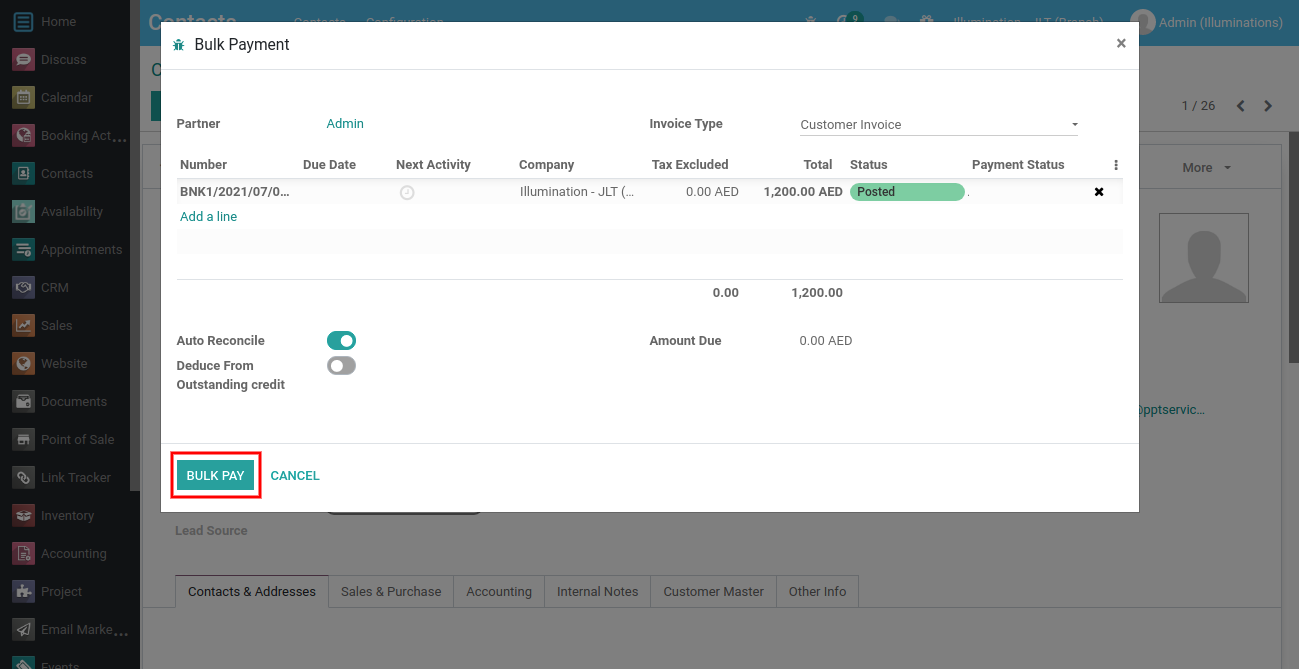 Home
Contacts Contacts Configuration 9 Illumination - JLT (Branch) Admin (Illuminations)
Bulk Payment ×
Discuss
Calendar
1 / 26
Booking Act...
Partner Admin Invoice Type Customer Invoice
Number Due Date Next Activity Company Tax Excluded Total Status Payment Status
More
Contacts
BNK1/2021/07/0... Illumination - JLT (... 0.00 AED 1,200.00 AED Posted .
Availability
Add a line
Appointments
CRM
0.00 1,200.00
Sales
Auto Reconcile Amount Due 0.00 AED
Website
Deduce From
Outstanding credit
Documents
@pptservic...
Point of Sale
Link Tracker
BULK PAY CANCEL
Inventory
Lead Source
Accounting
Project
Contacts & Addresses Sales & Purchase Accounting Internal Notes Customer Master Other Info
Email Marke...
Events